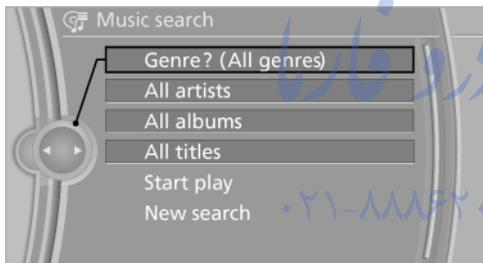 Music search
Genre? (All genres)
All artists
All albums
All titles
Start play
New search